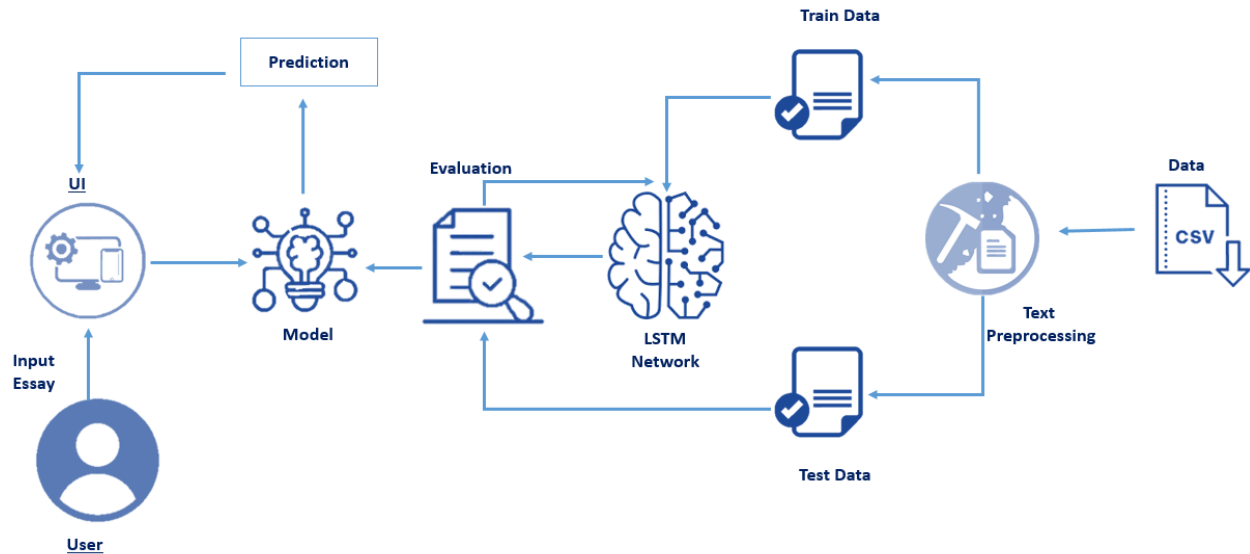 Train Data
Prediction
Evaluation
Data
UI
CSV
Text
Preprocessing
Model
LSTM
Network
Input
Essay
Test Data
User